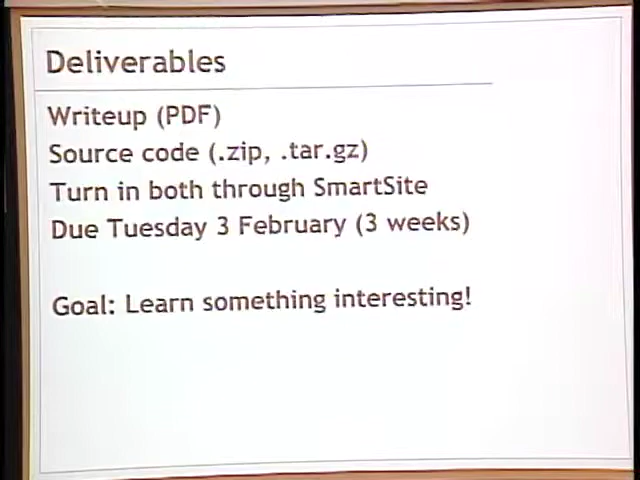 Deliverables
Writeup (PDF)
Source code (.zip, .tar.gz)
Turn in both through SmartSite
Due Tuesday 3 February (3 weeks)
Goal: Learn something interesting!